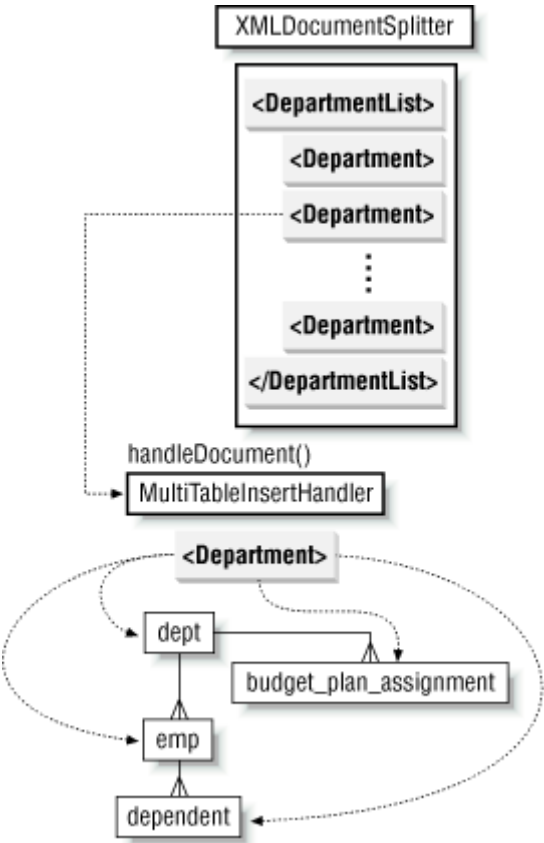 XMLDocumentSplitter
<DepartmentList>
<Department>
<Department>
<Department>
</DepartmentList>
handleDocument()
MultiTableInsertHandler
<Department>
dept
budget_plan_assignment
emp
dependent